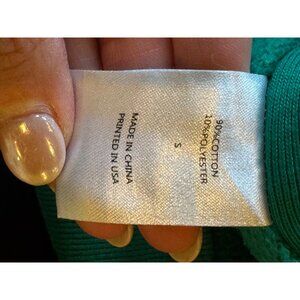 90%COTTON
10%POLYESTER
S
MADE IN CHINA
PRINTED IN USA